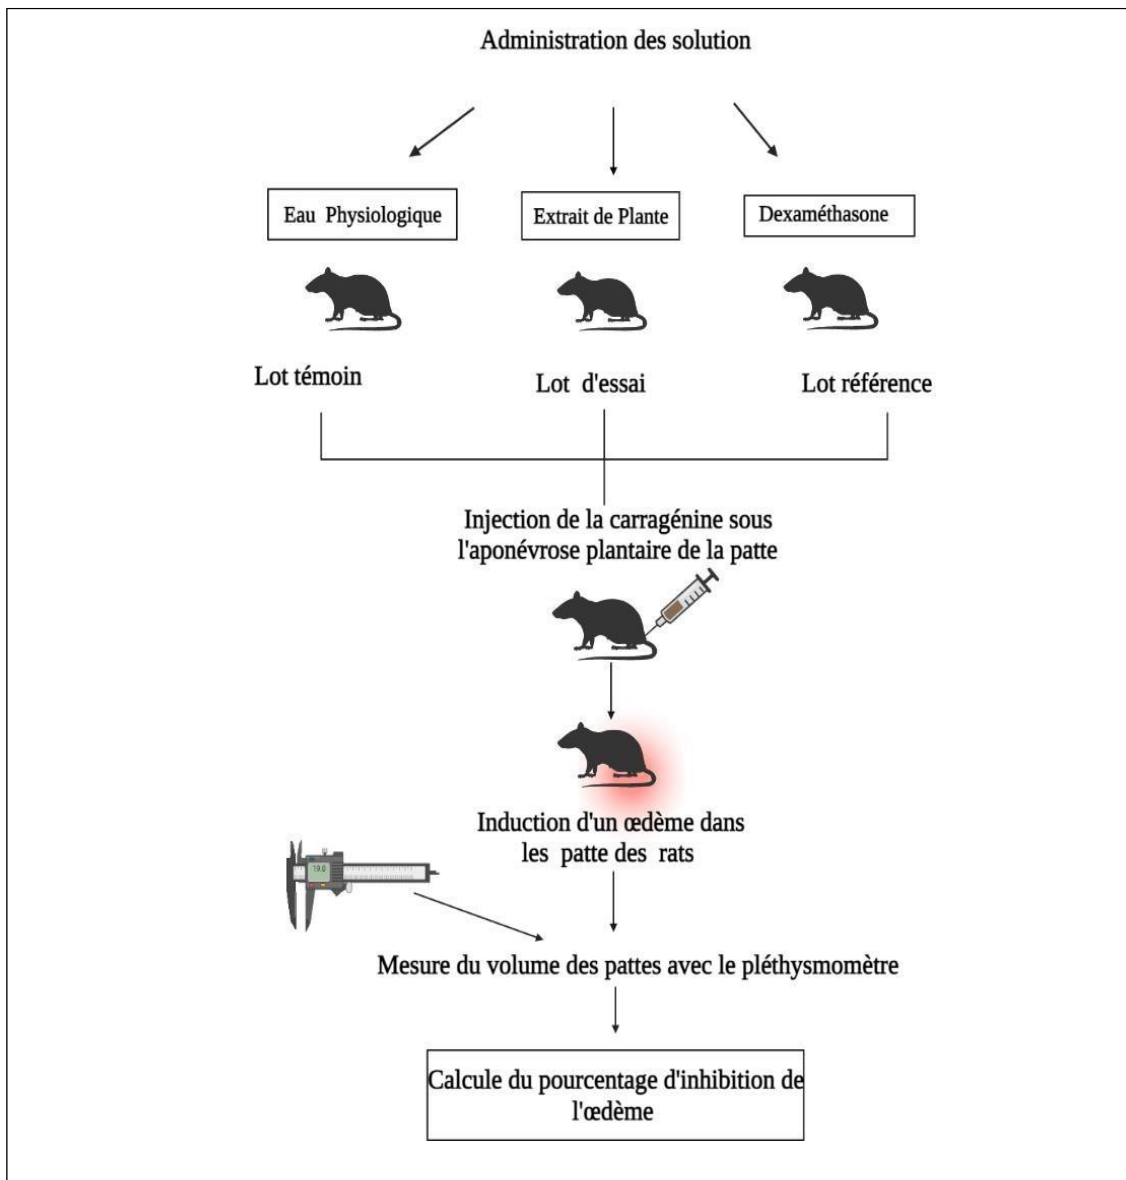 Administration des solution
Eau Physiologique
Extrait de Plante
Dexaméthasone
Lot témoin
Lot d'essai
Lot référence
Injection de la carragénine sous
l'aponévrose plantaire de la patte
Induction d'un œdème dans
les patte des rats
19.0
Mesure du volume des pattes avec le pléthysmomètre
Calcule du pourcentage d'inhibition de
l'œdème